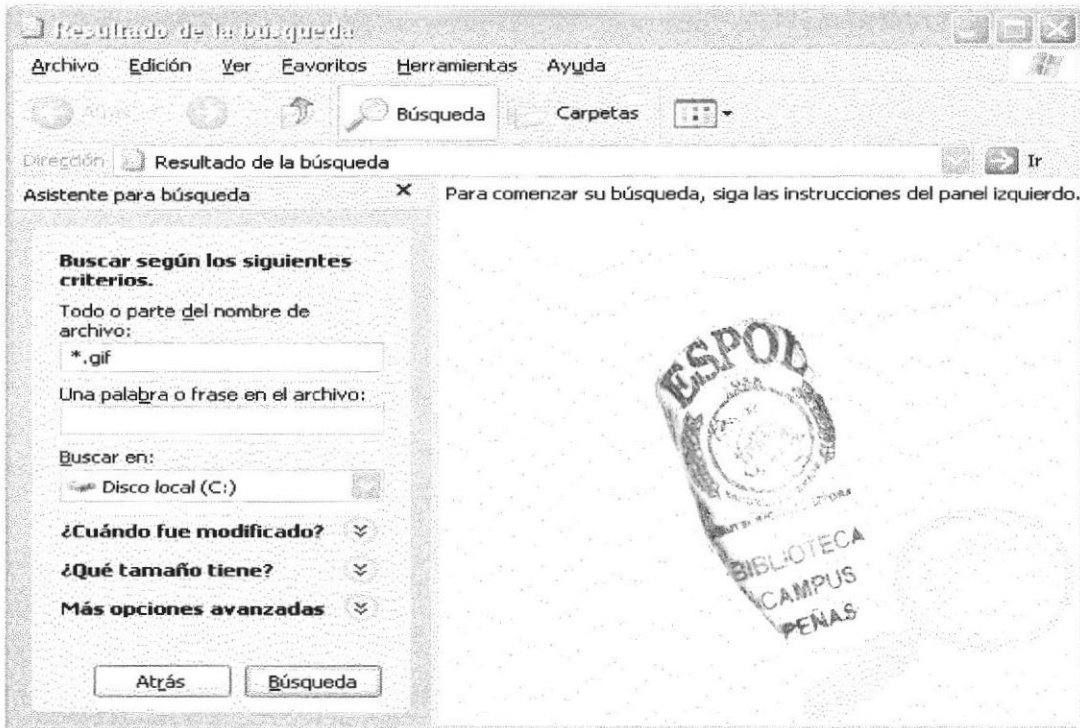 Resultado de la búsqueda
Archivo Edición Ver Favoritos Herramientas Ayuda
Atrás Búsqueda Carpetas
Dirección Resultado de la búsqueda Ir
Asistente para búsqueda
Para comenzar su búsqueda, siga las instrucciones del panel izquierdo.
Buscar según los siguientes
criterios.
Todo o parte del nombre de
archivo:
*.gif
Una palabra o frase en el archivo:
Buscar en:
Disco local (C:)
¿Cuándo fue modificado?
¿Qué tamaño tiene?
Más opciones avanzadas
Atrás Búsqueda
ESPOL
BIBLIOTECA
CAMPUS
PEÑAS